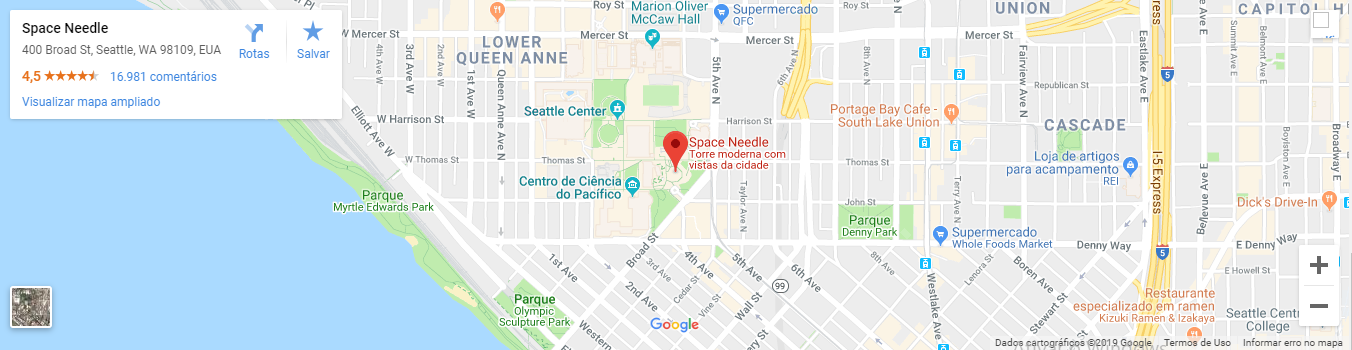 Space Needle
400 Broad St, Seattle, WA 98109, EUA
4,5
16.981 comentários
Visualizar mapa ampliado
Rotas
Salvar
Roy St
Roy St
Roy St
Marion Oliver
McCaw Hall
Supermercado
QFC
UNION
CAPITOL HI
Mercer St
Mercer St
Mercer St
Mercer St
LOWER
QUEEN ANNE
3rd Ave W
1st Ave W
Queen Anne Ave N
5th Ave N
Fairview Ave N
Eastlake Ave E
Express
Summit Ave E
Belmont Ave E
5
Republican St
Elliott Ave W
W Harrison St
Seattle Center
Harrison St
Portage Bay Cafe -
South Lake Union
CASCADE
Space Needle
Torre moderna com
vistas da cidade
W Thomas St
Thomas St
Thomas St
Loja de artigos
para acampamento
REI
I-5 Express
Bellevue Ave E
Broadway E
Centro de Ciência
do Pacífico
Taylor Ave N
Terry Ave N
Parque
Myrtle Edwards Park
John St
Parque
Denny Park
Dick's Drive-In
Supermercado
Whole Foods Market
Denny Way
E Denny Way
5
Broad St
1st Ave
2nd Ave
3rd Ave
4th Ave
5th Ave
6th Ave
Cedar St
Vine St
Wall St
99
Westlake Ave
Lenora St
Boren Ave
Stewart St
E Howell St
Parque
Olympic
Sculpture Park
Restaurante
especializado em ramen
Kizuki Ramen & Izakaya
Seattle Central
College
Google
Dados cartográficos ©2019 Google
Termos de Uso
Informar erro no mapa